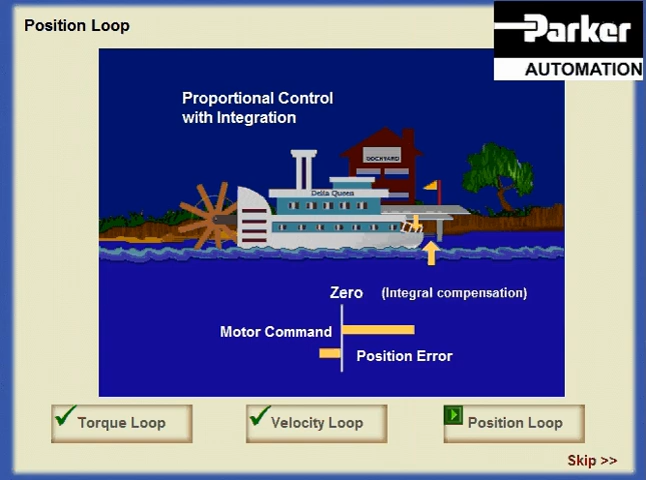 Position Loop
Parker
AUTOMATION
Proportional Control
with Integration
DOCKYARD
Delta Queen
Zero (Integral compensation)
Motor Command
Position Error
Torque Loop
Velocity Loop
Position Loop
Skip >>